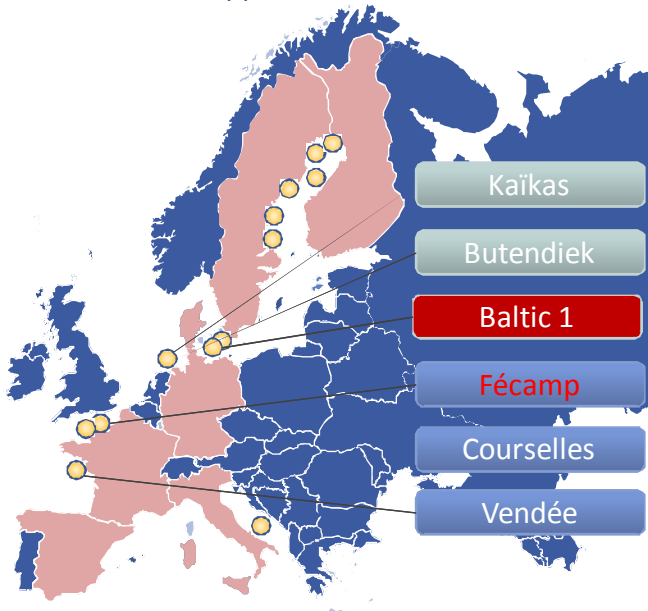 Kaïkas
Butendiek
Baltic 1
Fécamp
Courselles
Vendée